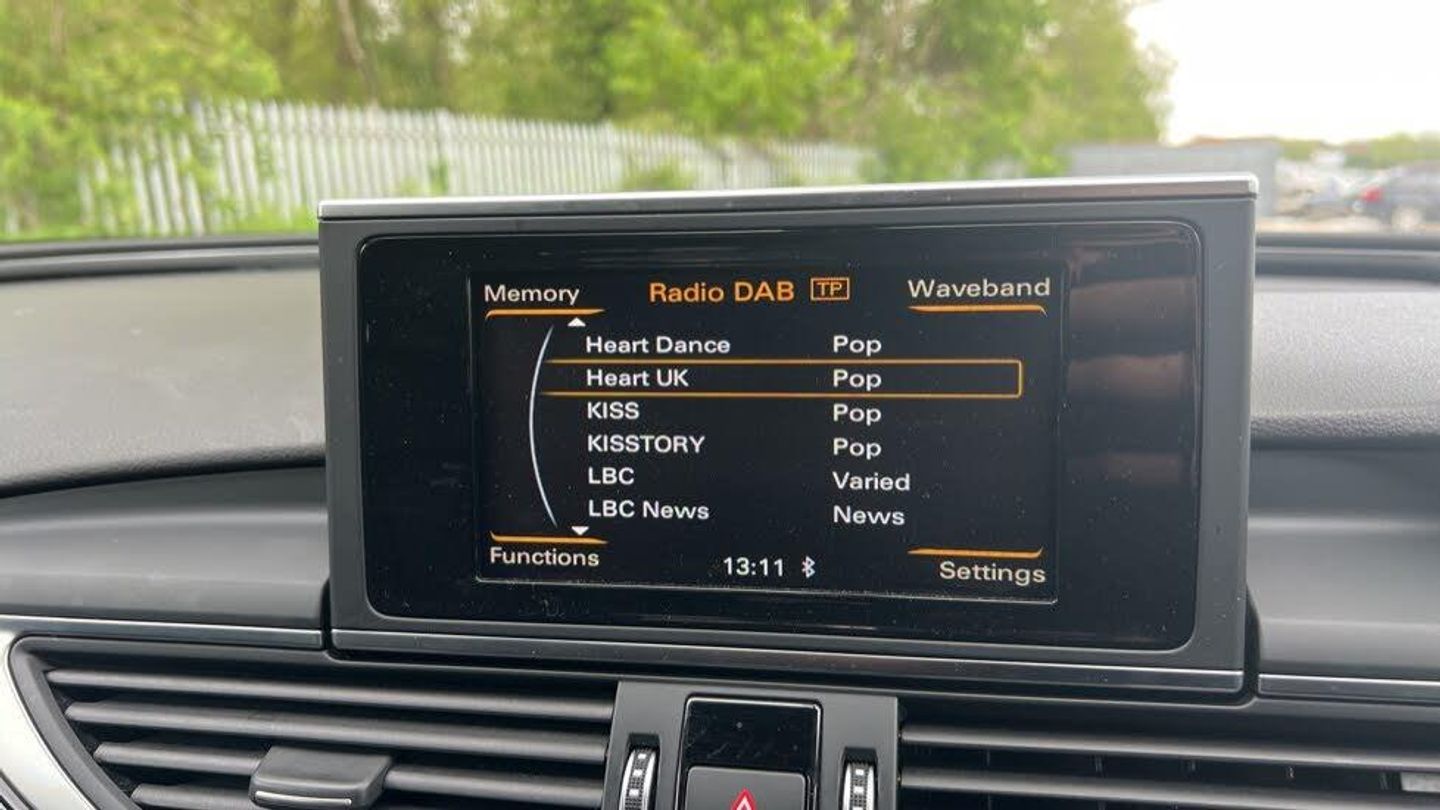 Memory Radio DAB TP Waveband
Heart Dance Pop
Heart UK Pop
KISS Pop
KISSTORY Pop
LBC Varied
LBC News News
Functions 13:11 Settings